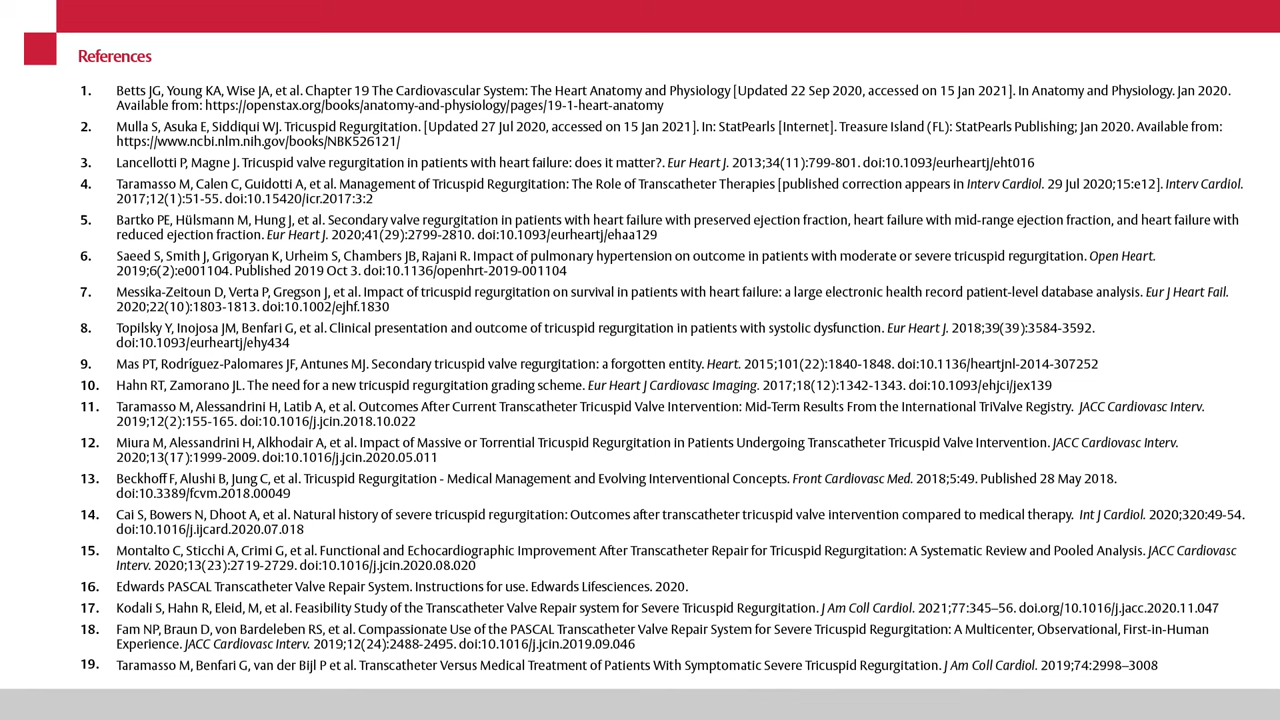 References
1. Betts JG, Young KA, Wise JA, et al. Chapter 19 The Cardiovascular System: The Heart Anatomy and Physiology [Updated 22 Sep 2020, accessed on 15 Jan 2021]. In Anatomy and Physiology. Jan 2020.
Available from: https://openstax.org/books/anatomy-and-physiology/pages/19-1-heart-anatomy
2. Mulla S, Asuka E, Siddiqui WJ. Tricuspid Regurgitation. [Updated 27 Jul 2020, accessed on 15 Jan 2021]. In: StatPearls [Internet]. Treasure Island (FL): StatPearls Publishing; Jan 2020. Available from:
https://www.ncbi.nlm.nih.gov/books/NBK526121/
3. Lancellotti P, Magne J. Tricuspid valve regurgitation in patients with heart failure: does it matter?. Eur Heart J. 2013;34(11):799-801. doi:10.1093/eurheartj/eht016
4. Taramasso M, Calen C, Guidotti A, et al. Management of Tricuspid Regurgitation: The Role of Transcatheter Therapies [published correction appears in Interv Cardiol. 29 Jul 2020;15:e12]. Interv Cardiol.
2017;12(1):51-55. doi:10.15420/icr.2017:3:2
5. Bartko PE, Hülsmann M, Hung J, et al. Secondary valve regurgitation in patients with heart failure with preserved ejection fraction, heart failure with mid-range ejection fraction, and heart failure with
reduced ejection fraction. Eur Heart J. 2020;41(29):2799-2810. doi:10.1093/eurheartj/ehaa129
6. Saeed S, Smith J, Grigoryan K, Urheim S, Chambers JB, Rajani R. Impact of pulmonary hypertension on outcome in patients with moderate or severe tricuspid regurgitation. Open Heart.
2019;6(2):e001104. Published 2019 Oct 3. doi:10.1136/openhrt-2019-001104
7. Messika-Zeitoun D, Verta P, Gregson J, et al. Impact of tricuspid regurgitation on survival in patients with heart failure: a large electronic health record patient-level database analysis. Eur J Heart Fail.
2020;22(10):1803-1813. doi:10.1002/ejhf.1830
8. Topilsky Y, Inojosa JM, Benfari G, et al. Clinical presentation and outcome of tricuspid regurgitation in patients with systolic dysfunction. Eur Heart J. 2018;39(39):3584-3592.
doi:10.1093/eurheartj/ehy434
9. Mas PT, Rodríguez-Palomares JF, Antunes MJ. Secondary tricuspid valve regurgitation: a forgotten entity. Heart. 2015;101(22):1840-1848. doi:10.1136/heartjnl-2014-307252
10. Hahn RT, Zamorano JL. The need for a new tricuspid regurgitation grading scheme. Eur Heart J Cardiovasc Imaging. 2017;18(12):1342-1343. doi:10.1093/ehjci/jex139
11. Taramasso M, Alessandrini H, Latib A, et al. Outcomes After Current Transcatheter Tricuspid Valve Intervention: Mid-Term Results From the International TriValve Registry. JACC Cardiovasc Interv.
2019;12(2):155-165. doi:10.1016/j.jcin.2018.10.022
12. Miura M, Alessandrini H, Alkhodair A, et al. Impact of Massive or Torrential Tricuspid Regurgitation in Patients Undergoing Transcatheter Tricuspid Valve Intervention. JACC Cardiovasc Interv.
2020;13(17):1999-2009. doi:10.1016/j.jcin.2020.05.011
13. Beckhoff F, Alushi B, Jung C, et al. Tricuspid Regurgitation - Medical Management and Evolving Interventional Concepts. Front Cardiovasc Med. 2018;5:49. Published 28 May 2018.
doi:10.3389/fcvm.2018.00049
14. Cai S, Bowers N, Dhoot A, et al. Natural history of severe tricuspid regurgitation: Outcomes after transcatheter tricuspid valve intervention compared to medical therapy. Int J Cardiol. 2020;320:49-54.
doi:10.1016/j.ijcard.2020.07.018
15. Montalto C, Sticchi A, Crimi G, et al. Functional and Echocardiographic Improvement After Transcatheter Repair for Tricuspid Regurgitation: A Systematic Review and Pooled Analysis. JACC Cardiovasc
Interv. 2020;13(23):2719-2729. doi:10.1016/j.jcin.2020.08.020
16. Edwards PASCAL Transcatheter Valve Repair System. Instructions for use. Edwards Lifesciences. 2020.
17. Kodali S, Hahn R, Eleid, M, et al. Feasibility Study of the Transcatheter Valve Repair system for Severe Tricuspid Regurgitation. J Am Coll Cardiol. 2021;77:345–56. doi.org/10.1016/j.jacc.2020.11.047
18. Fam NP, Braun D, von Bardeleben RS, et al. Compassionate Use of the PASCAL Transcatheter Valve Repair System for Severe Tricuspid Regurgitation: A Multicenter, Observational, First-in-Human
Experience. JACC Cardiovasc Interv. 2019;12(24):2488-2495. doi:10.1016/j.jcin.2019.09.046
19. Taramasso M, Benfari G, van der Bijl P et al. Transcatheter Versus Medical Treatment of Patients With Symptomatic Severe Tricuspid Regurgitation. J Am Coll Cardiol. 2019;74:2998–3008